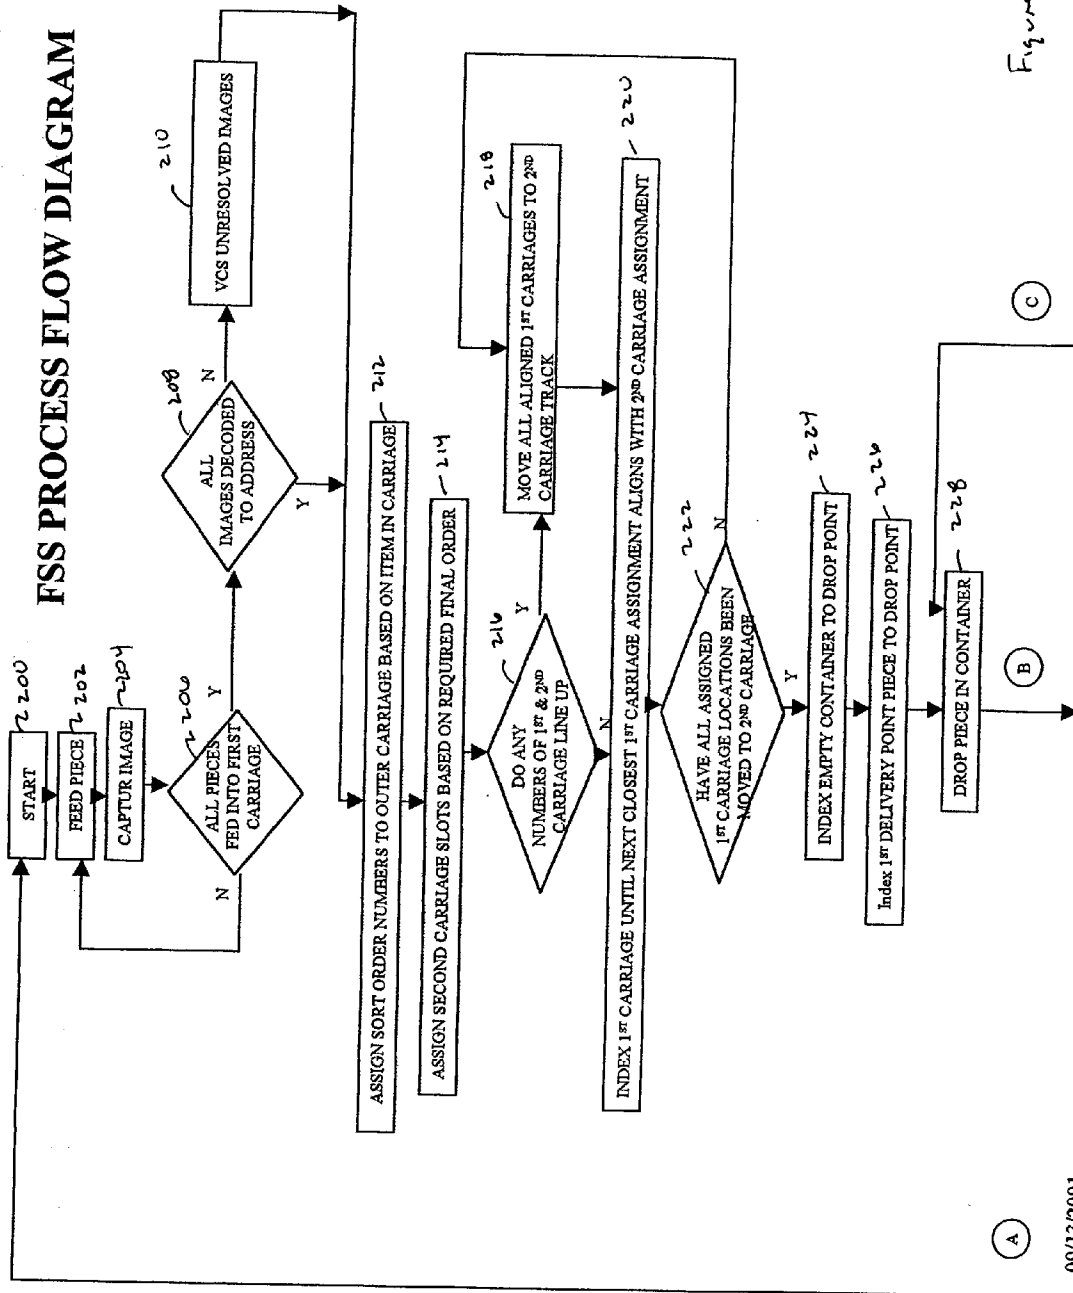 FSS PROCESS FLOW DIAGRAM
START
200
FEED PIECE
202
CAPTUR IMAGE
204
ALL PIECES
FED INTO FIRST
CARRIAGE
206
N
Y
ALL
IMAGES DECODED
TO ADDRESS
208
N
Y
VCS UNRESOLVED IMAGES
210
ASSIGN SORT ORDER NUMBERS TO OUTER CARRIAGE BASED ON ITEM IN CARRIAGE
212
ASSIGN SECOND CARRIAGE SLOTS BASED ON REQUIRED FINAL ORDER
214
DO ANY
NUMBERS OF 1ST & 2ND
CARRIAGE LINE UP
216
Y
N
MOVE ALL ALIGNED 1ST CARRIAGES TO 2ND
CARRIAGE TRACK
218
INDEX 1ST CARRIAGE UNTIL NEXT CLOSEST 1ST CARRIAGE ASSIGNMENT ALIGNS WITH 2ND CARRIAGE ASSIGNMENT
220
HAVE ALL ASSIGNED
1ST CARRIAGE LOCATIONS BEEN
MOVED TO 2ND CARRIAGE
222
N
Y
INDEX EMPTY CONTAINER TO DROP POINT
224
Index 1ST DELIVERY POINT PIECE TO DROP POINT
226
DROP PIECE IN CONTAINER
228
A
B
C